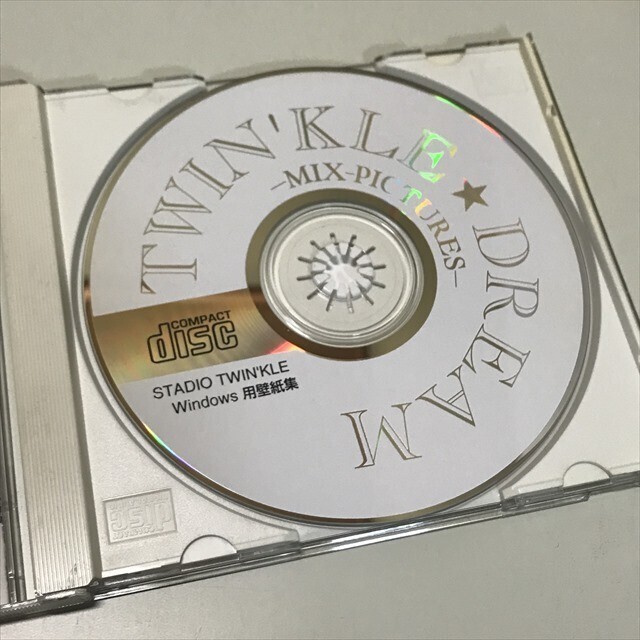 TWIN'KLE★DREAM
–MIX-PICTURES–
COMPACT
disc
STADIO TWIN'KLE
Windows 用壁紙集